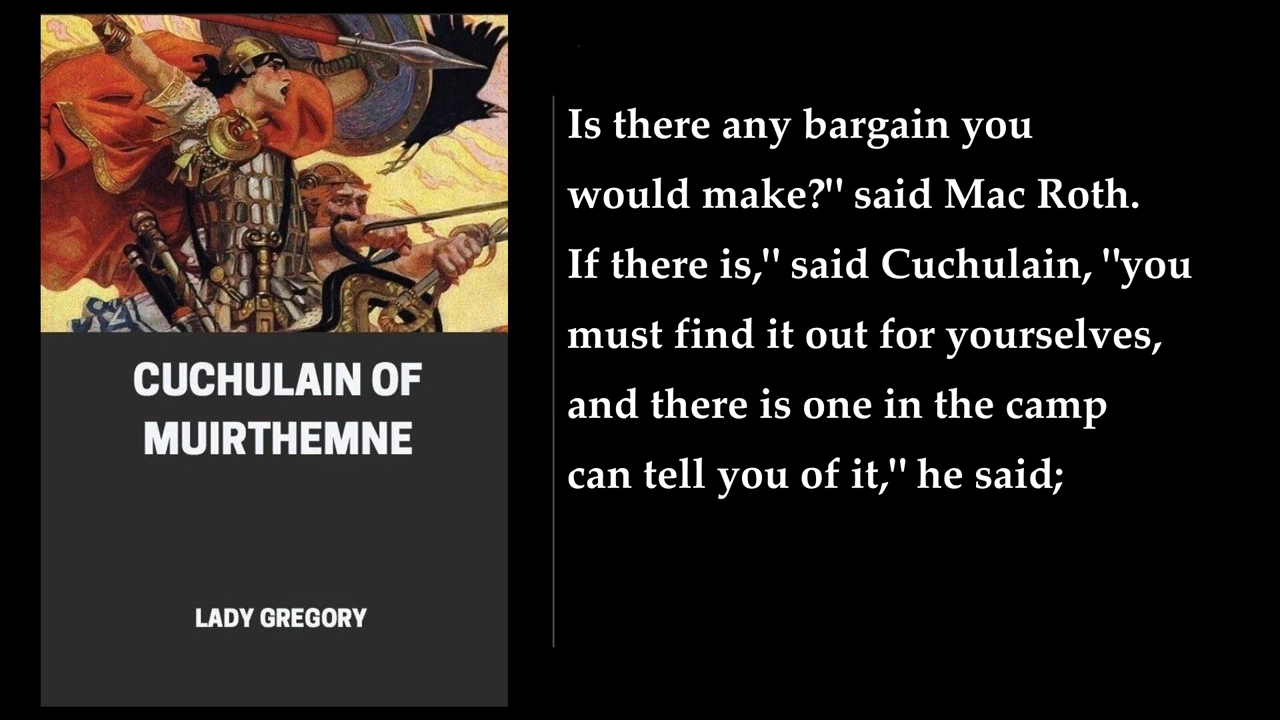 CUCHULAIN OF
MUIRTHEMNE
LADY GREGORY
Is there any bargain you
would make?" said Mac Roth.
If there is," said Cuchulain, "you
must find it out for yourselves,
and there is one in the camp
can tell you of it," he said;